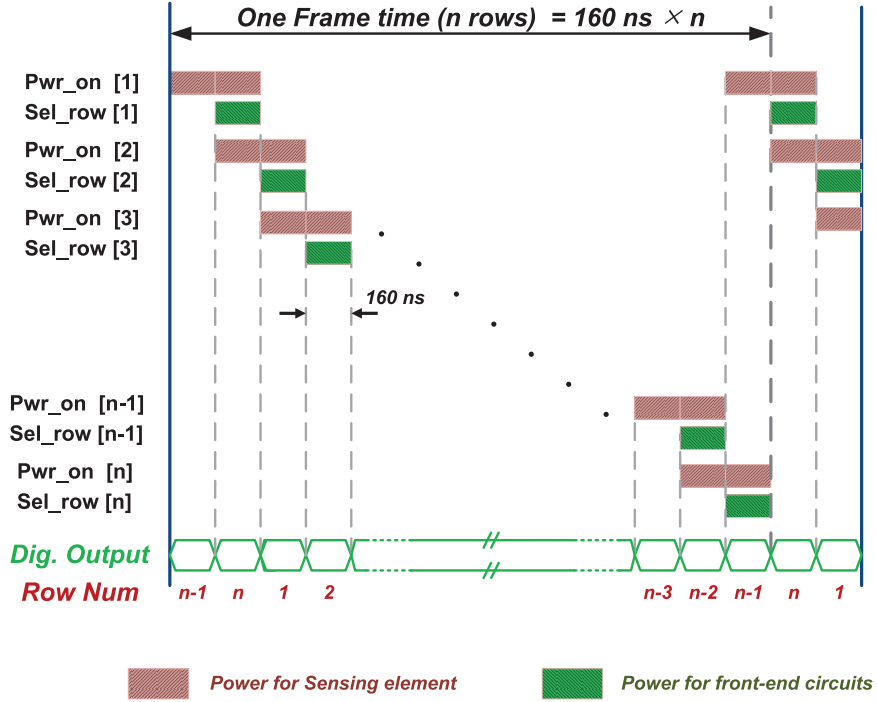 One Frame time (n rows) = 160 ns × n
Pwr_on [1]
Sel_row [1]
Pwr_on [2]
Sel_row [2]
Pwr_on [3]
Sel_row [3]
160 ns
Pwr_on [n-1]
Sel_row [n-1]
Pwr_on [n]
Sel_row [n]
Dig. Output
Row Num n-1 n 1 2 n-3 n-2 n-1 n 1
Power for Sensing element
Power for front-end circuits